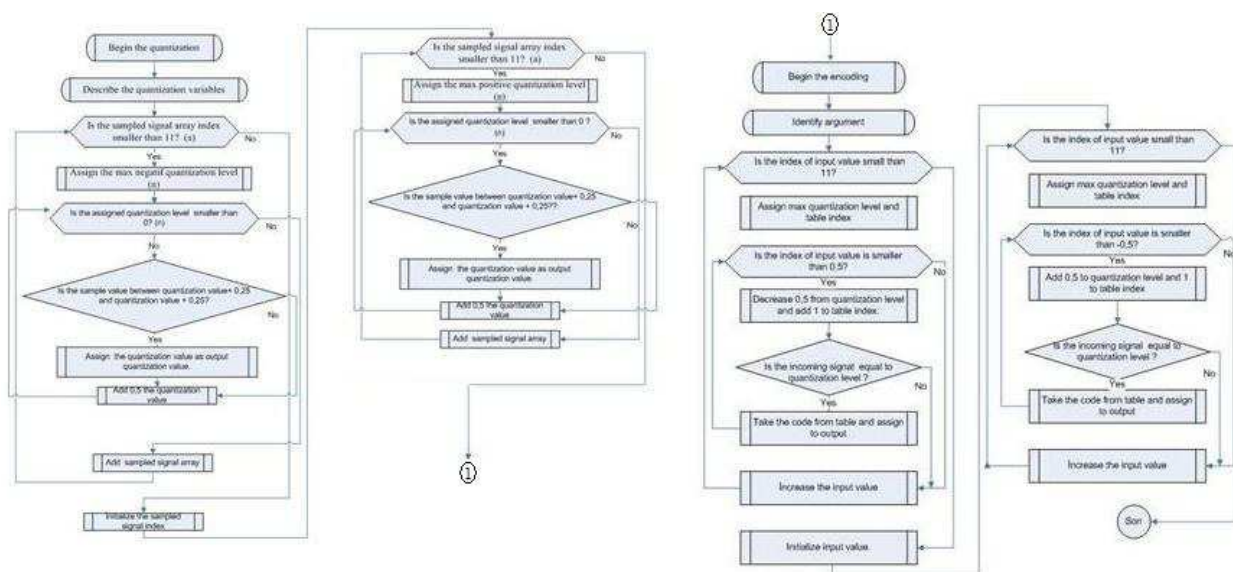 Begin the quantization
Describe the quantization variables
Is the sampled signal array index
smaller than 11? (a)
No
Yes
Assign the max negatif quantization level
(n)
Is the assigned quantization level smaller than
0? (n)
No
No
Is the sample value between quantization value+ 0,25
and quantization value + 0,25?
No
Yes
Assign the quantization value as output
quantization value.
Add 0,5 the quantization
value
Add sampled signal array
Initialize the sampled
signal index
Is the sampled signal array index
smaller than 11? (a)
No
Yes
Assign the max positive quantization level
(n)
Is the assigned quantization level smaller than 0 ?
(n)
No
Yes
Is the sample value between quantization value+ 0,25
and quantization value + 0,25??
No
Yes
Assign the quantization value as output
quantization value.
Add 0,5 the quantization
value
Add sampled signal array
1
1
Begin the encoding
Identify argument
Is the index of input value small than
11?
Assign max quantization level and
table index
Is the index of input value is smaller
than 0,5?
No
Yes
Decrease 0,5 from quantization level
and add 1 to table index.
Is the incoming signal equal to
quantization level ?
No
Yes
Take the code from table and assign
to output
Increase the input value
Initialize input value.
Is the index of input value small than
11?
Assign max quantization level and
table index
Is the index of input value is smaller
than -0,5?
No
Yes
Add 0,5 to quantization level and 1
to table index
Is the incoming signal equal to
quantization level ?
No
Yes
Take the code from table and assign
to output
Increase the input value
Son